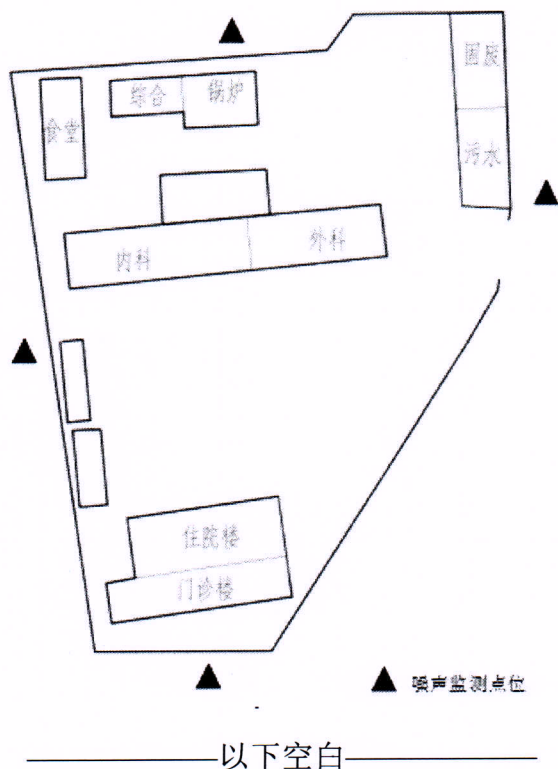 固废
综合
锅炉
食堂
污水
外科
内科
住院楼
门诊楼
噪声监测点位
以下空白